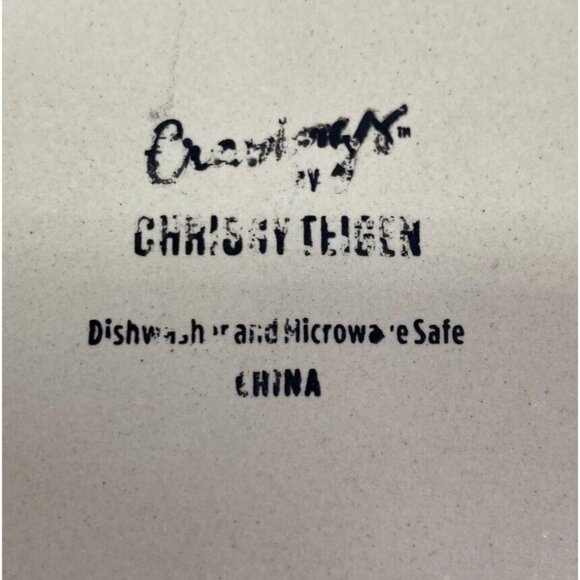 Cravings™
BY
CHRISSY TEIGEN
Dishwasher and Microwave Safe
CHINA